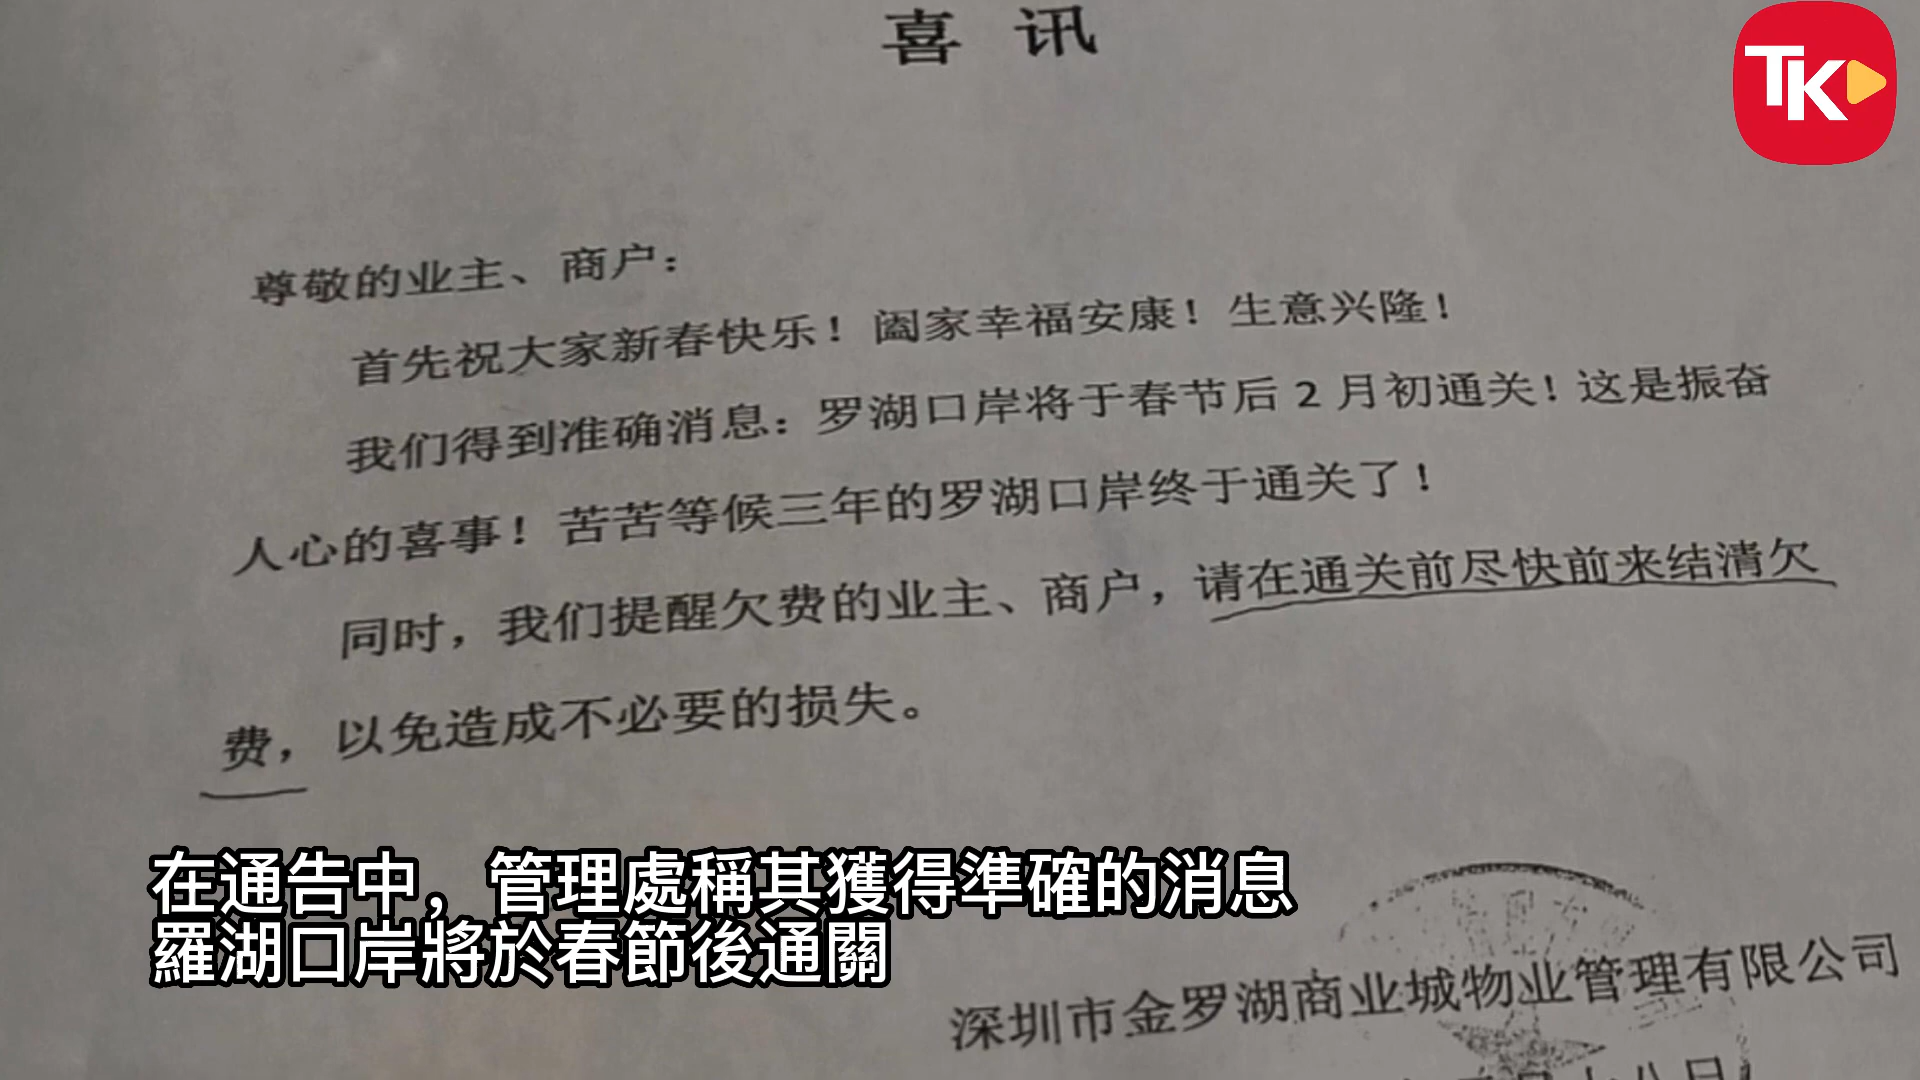 喜 讯
TK
尊敬的业主、商户：
首先祝大家新春快乐！阖家幸福安康！生意兴隆！
我们得到准确消息：罗湖口岸将于春节后 2 月初通关！这是振奋
人心的喜事！苦苦等候三年的罗湖口岸终于通关了！
同时，我们提醒欠费的业主、商户，请在通关前尽快前来结清欠
费，以免造成不必要的损失。
在通告中，管理處稱其獲得準確的消息
羅湖口岸將於春節後通關
深圳市金罗湖商业城物业管理有限公司
月十八日